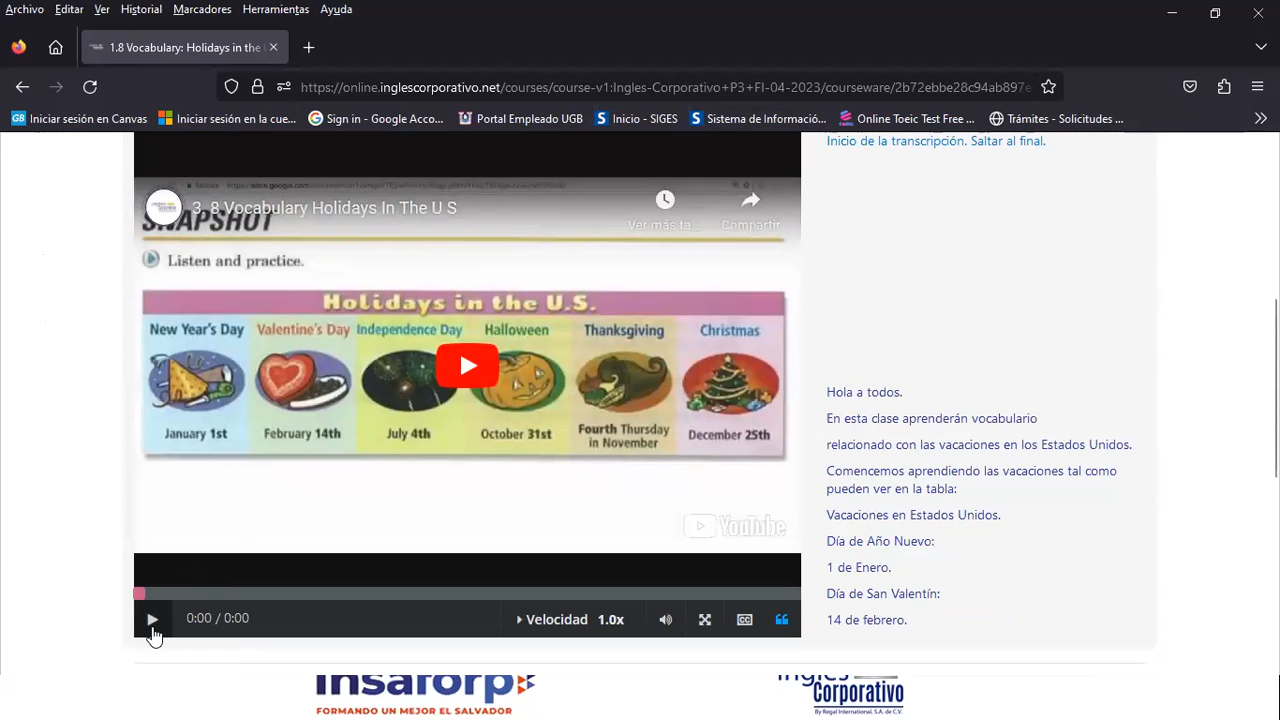 Archivo Editar Ver Historial Marcadores Herramientas Ayuda
1.8 Vocabulary: Holidays in the
https://online.inglescorporativo.net/courses/course-v1:Ingles-Corporativo+P3+FI-04-2023/courseware/2b72ebbe28c94ab897e
Iniciar sesión en Canvas Iniciar sesión en la cue... Sign in - Google Acco... Portal Empleado UGB Inicio - SIGES Sistema de Informació... Online Toeic Test Free ... Trámites - Solicitudes ...
Inicio de la transcripción. Saltar al final.
3. 8 Vocabulary Holidays In The U S
SNAPSHOT
Ver más ta... Compartir
Listen and practice.
Holidays in the U.S.
New Year's Day Valentine's Day Independence Day Halloween Thanksgiving Christmas
January 1st February 14th July 4th October 31st Fourth Thursday in November December 25th
YouTube
0:00 / 0:00 Velocidad 1.0x CC
Hola a todos.
En esta clase aprenderán vocabulario
relacionado con las vacaciones en los Estados Unidos.
Comencemos aprendiendo las vacaciones tal como
pueden ver en la tabla:
Vacaciones en Estados Unidos.
Día de Año Nuevo:
1 de Enero.
Día de San Valentín:
14 de febrero.
insaforp
FORMANDO UN MEJOR EL SALVADOR
Ingles
Corporativo
By Regal International, S.A. de C.V.